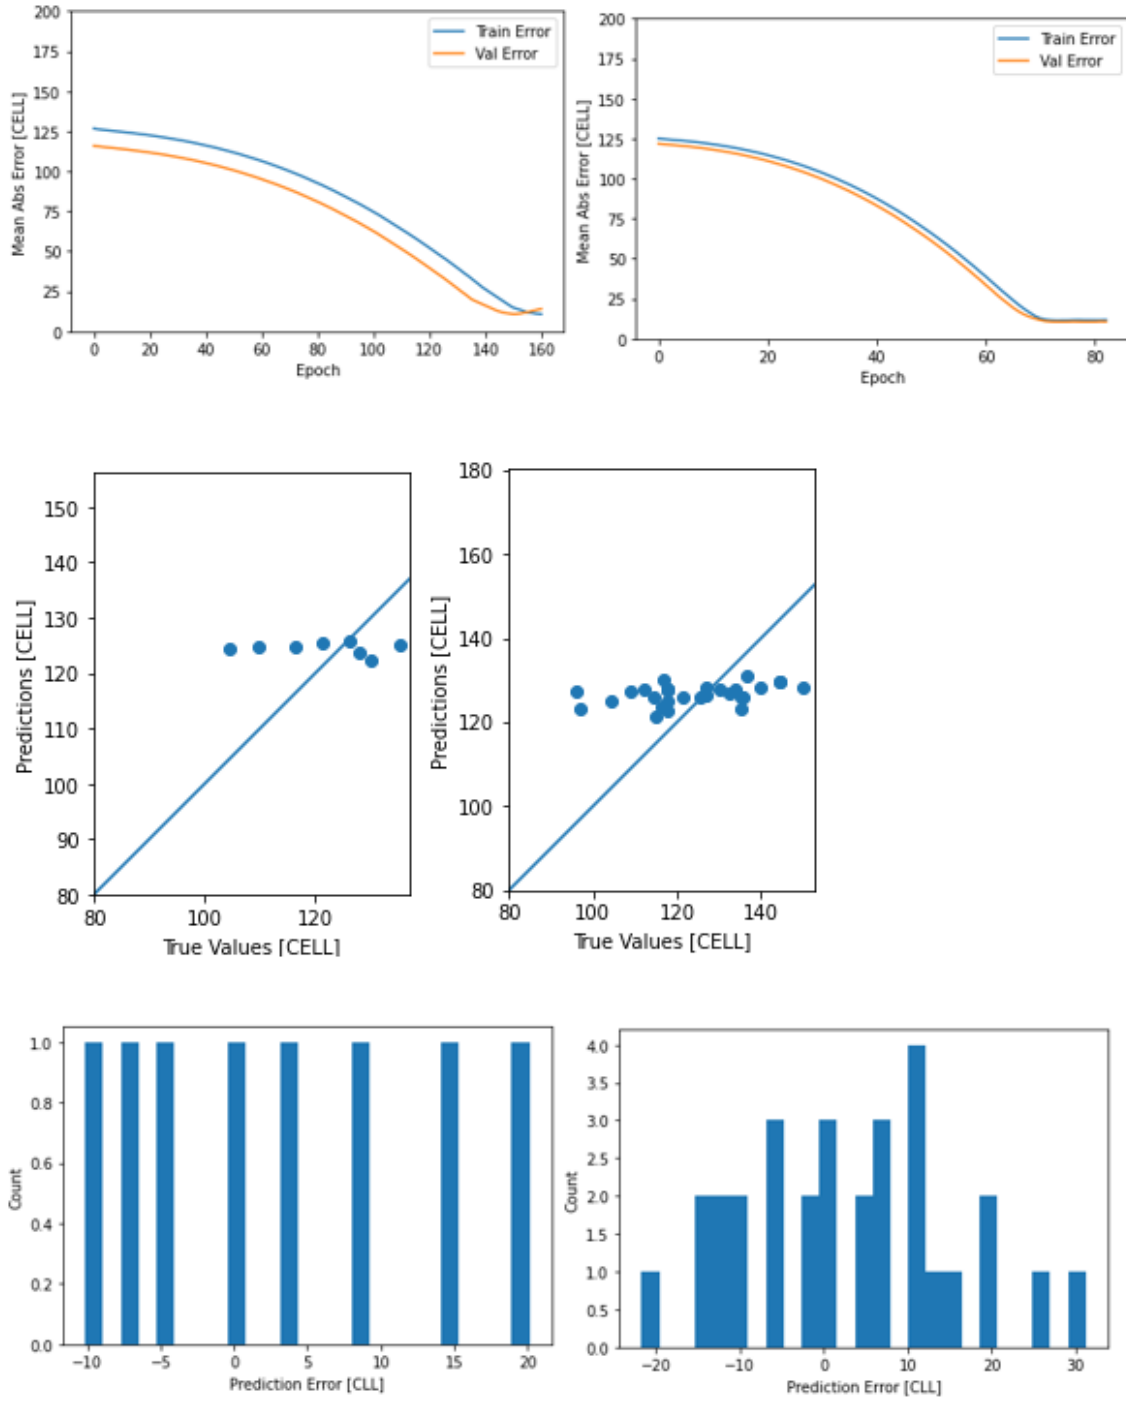 200
175
150
125
100
75
50
25
0
Mean Abs Error [CELL]
Train Error
Val Error
0 20 40 60 80 100 120 140 160
Epoch
200
175
150
125
100
75
50
25
0
Mean Abs Error [CELL]
Train Error
Val Error
0 20 40 60 80
Epoch
150
140
130
120
110
100
90
80
Predictions [CELL]
80 100 120
True Values [CELL]
180
160
140
120
100
80
Predictions [CELL]
80 100 120 140
True Values [CELL]
1.0
0.8
0.6
0.4
0.2
0.0
Count
−10 −5 0 5 10 15 20
Prediction Error [CLL]
4.0
3.5
3.0
2.5
2.0
1.5
1.0
0.5
0.0
Count
−20 −10 0 10 20 30
Prediction Error [CLL]